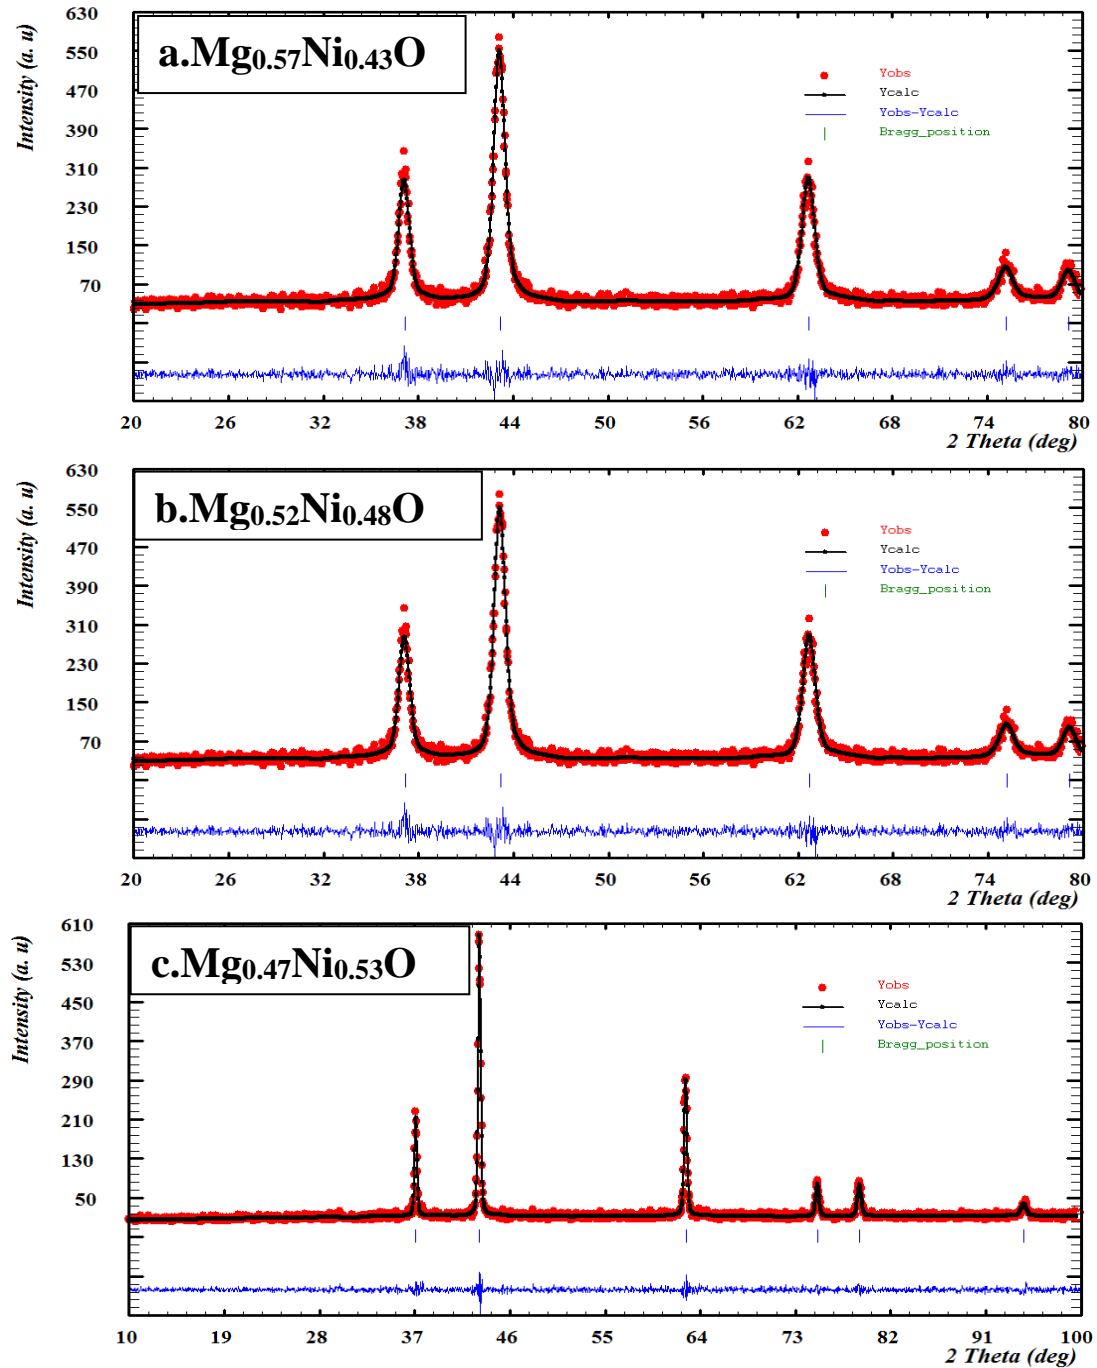 630
a.Mg0.57Ni0.43O
550
470
390
310
230
150
70
Intensity (a. u)
Yobs
Ycalc
Yobs-Ycalc
Bragg_position
20 26 32 38 44 50 56 62 68 74 80
2 Theta (deg)
630
b.Mg0.52Ni0.48O
550
470
390
310
230
150
70
Intensity (a. u)
Yobs
Ycalc
Yobs-Ycalc
Bragg_position
20 26 32 38 44 50 56 62 68 74 80
2 Theta (deg)
610
c.Mg0.47Ni0.53O
530
450
370
290
210
130
50
Intensity (a. u)
Yobs
Ycalc
Yobs-Ycalc
Bragg_position
10 19 28 37 46 55 64 73 82 91 100
2 Theta (deg)